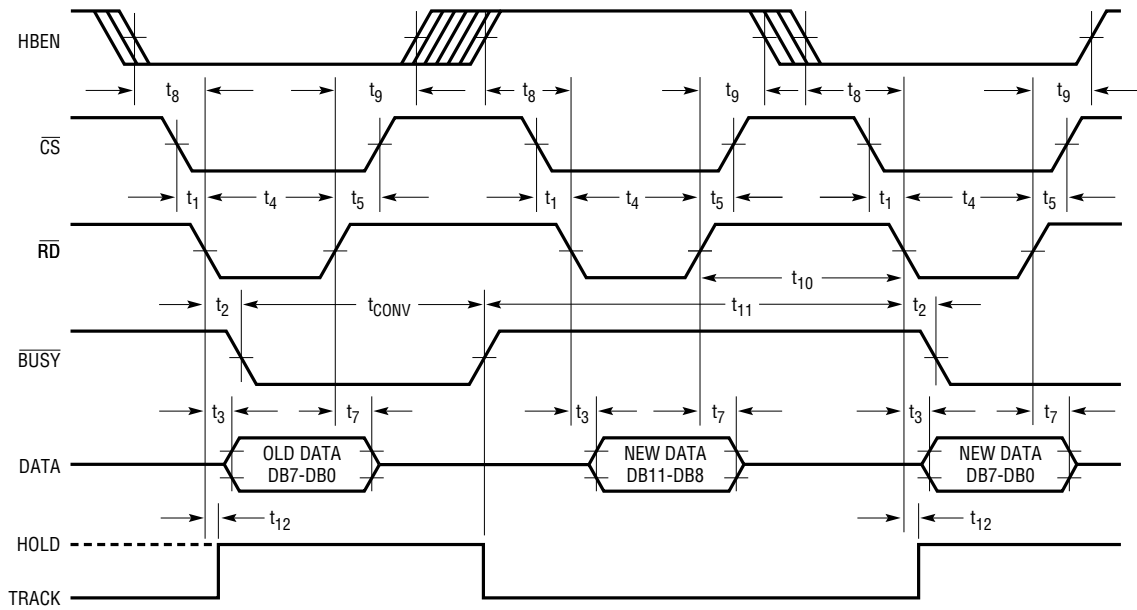 HBEN
t8 t9 t8 t9 t8 t9
CS
t1 t4 t5 t1 t4 t5 t1 t4 t5
RD
t10
t2 tCONV t11 t2
BUSY
t3 t7 t3 t7 t3 t7
DATA
OLD DATA
DB7-DB0
NEW DATA
DB11-DB8
NEW DATA
DB7-DB0
t12 t12
HOLD
TRACK